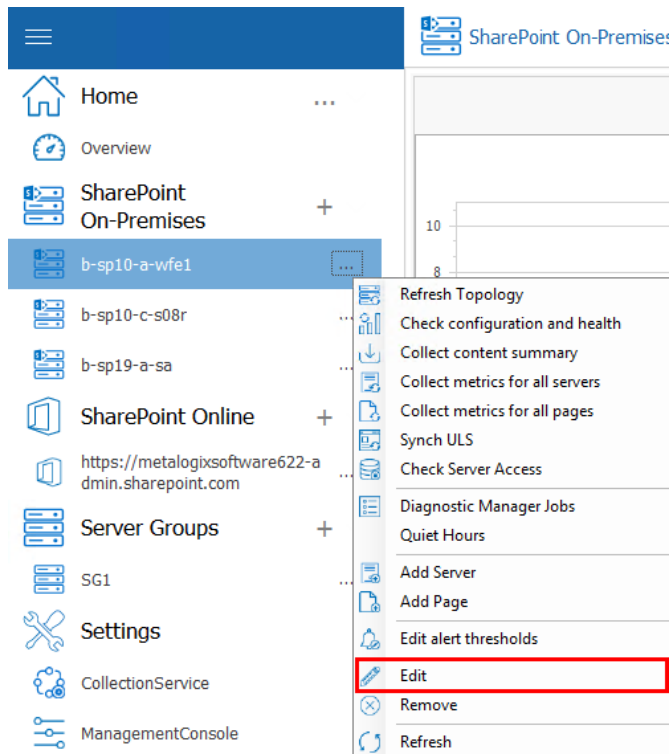 SharePoint On-Premises
Home
...
Overview
SharePoint
On-Premises
+
10
b-sp10-a-wfe1
...
8
Refresh Topology
b-sp10-c-s08r
...
Check configuration and health
Collect content summary
b-sp19-a-sa
...
Collect metrics for all servers
SharePoint Online
+
Collect metrics for all pages
Synch ULS
https://metalogixsoftware622-a
dmin.sharepoint.com
...
Check Server Access
Diagnostic Manager Jobs
Server Groups
+
Quiet Hours
SG1
...
Add Server
Add Page
Settings
Edit alert thresholds
CollectionService
Edit
Remove
ManagementConsole
Refresh